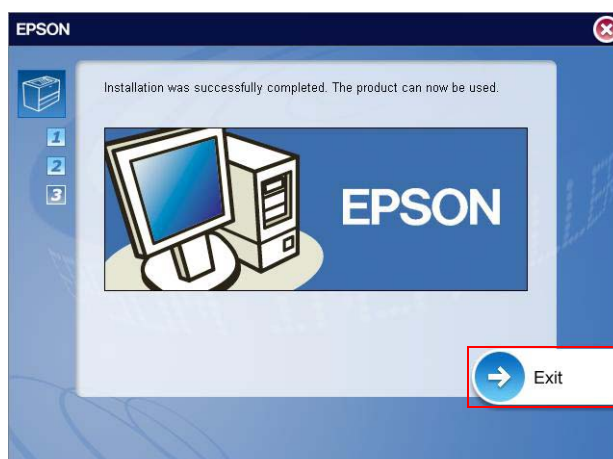 EPSON
Installation was successfully completed. The product can now be used.
1
2
3
EPSON
Exit